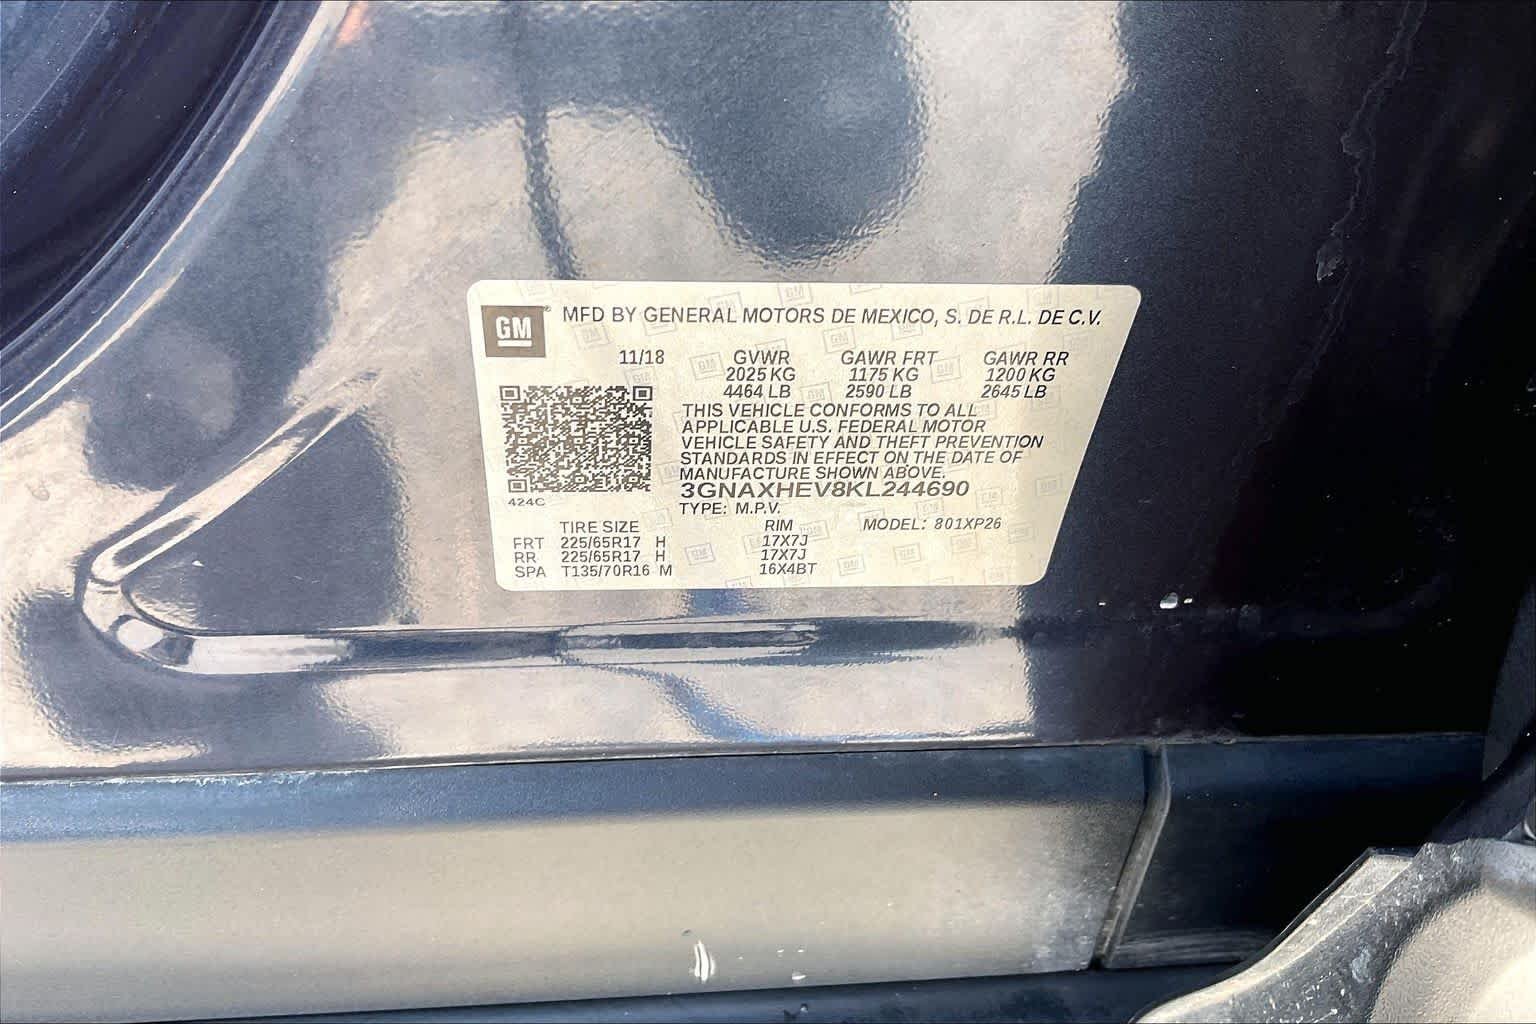 GM® MFD BY GENERAL MOTORS DE MEXICO, S. DE R.L. DE C.V.
11/18 GVWR GAWR FRT GAWR RR
2025 KG 1175 KG 1200 KG
4464 LB 2590 LB 2645 LB
THIS VEHICLE CONFORMS TO ALL
APPLICABLE U.S. FEDERAL MOTOR
VEHICLE SAFETY AND THEFT PREVENTION
STANDARDS IN EFFECT ON THE DATE OF
MANUFACTURE SHOWN ABOVE.
3GNAXHEV8KL244690
424C
TYPE: M.P.V.
TIRE SIZE RIM MODEL: 801XP26
FRT 225/65R17 H 17X7J
RR 225/65R17 H 17X7J
SPA T135/70R16 M 16X4BT